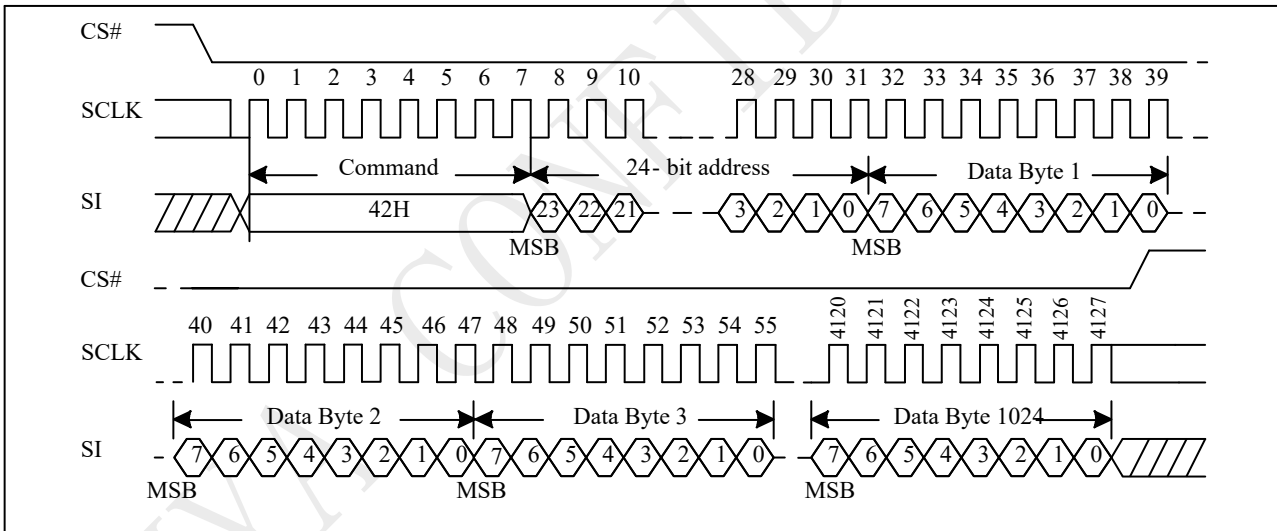 CS#
0 1 2 3 4 5 6 7 8 9 10 28 29 30 31 32 33 34 35 36 37 38 39
SCLK
Command 24- bit address Data Byte 1
SI 42H 23 22 21 3 2 1 0 7 6 5 4 3 2 1 0
MSB MSB
CS#
40 41 42 43 44 45 46 47 48 49 50 51 52 53 54 55 4120 4121 4122 4123 4124 4125 4126 4127
SCLK
Data Byte 2 Data Byte 3 Data Byte 1024
SI 7 6 5 4 3 2 1 0 7 6 5 4 3 2 1 0 7 6 5 4 3 2 1 0
MSB MSB MSB
VA CONFID